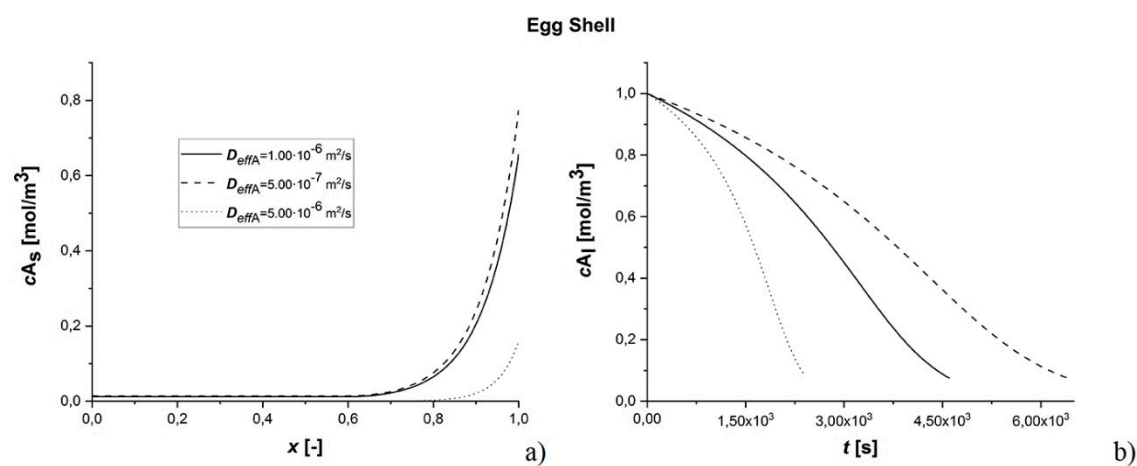 Egg Shell
cAₛ [mol/m³]
0,8
0,6
0,4
0,2
0,0
D_effA=1.00·10⁻⁶ m²/s
D_effA=5.00·10⁻⁷ m²/s
D_effA=5.00·10⁻⁶ m²/s
0,0 0,2 0,4 0,6 0,8 1,0
x [-]
a)
cAₗ [mol/m³]
1,0
0,8
0,6
0,4
0,2
0,0
0,00 1,50x10³ 3,00x10³ 4,50x10³ 6,00x10³
t [s]
b)